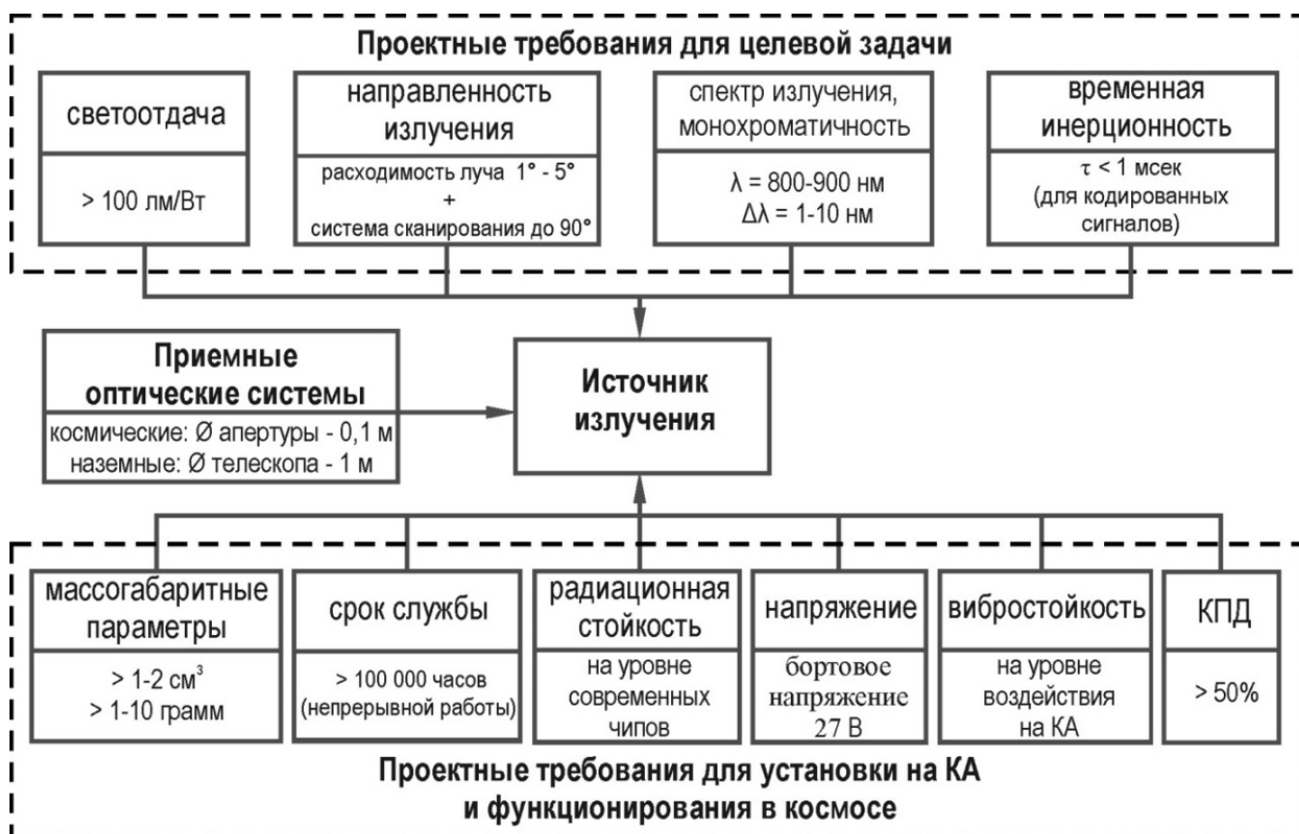 Проектные требования для целевой задачи
светоотдача
> 100 лм/Вт
направленность
излучения
расходимость луча 1° - 5°
+
система сканирования до 90°
спектр излучения,
монохроматичность
λ = 800-900 нм
Δλ = 1-10 нм
временная
инерционность
τ < 1 мсек
(для кодированных
сигналов)
Приемные
оптические системы
космические: Ø апертуры - 0,1 м
наземные: Ø телескопа - 1 м
Источник
излучения
массогабаритные
параметры
> 1-2 см³
> 1-10 грамм
срок службы
> 100 000 часов
(непрерывной работы)
радиационная
стойкость
на уровне
современных
чипов
напряжение
бортовое
напряжение
27 В
вибростойкость
на уровне
воздействия
на КА
КПД
> 50%
Проектные требования для установки на КА
и функционирования в космосе